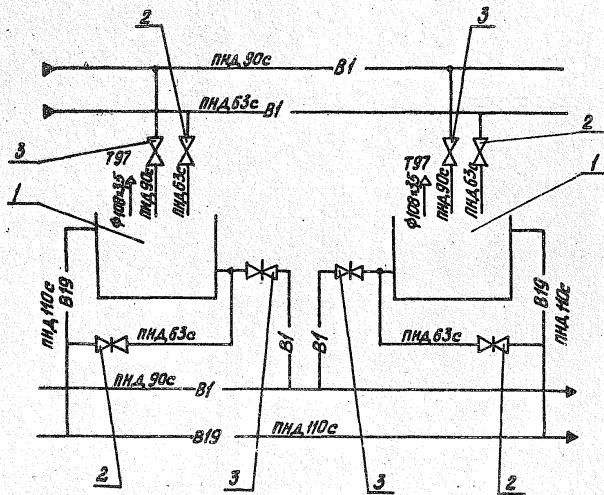 2
3
ПНД 90с В1
ПНД 63с В1
3
Т97
Т97
2
1
ф108х3,5
ПНД 90с
ПНД 63с
ф108х3,5
ПНД 90с
ПНД 63с
1
ПНД 110с
В19
В19
ПНД 110с
ПНД 63с
В1
В1
ПНД 63с
ПНД 90с
В1
В19
ПНД 110с
2
3
3
2